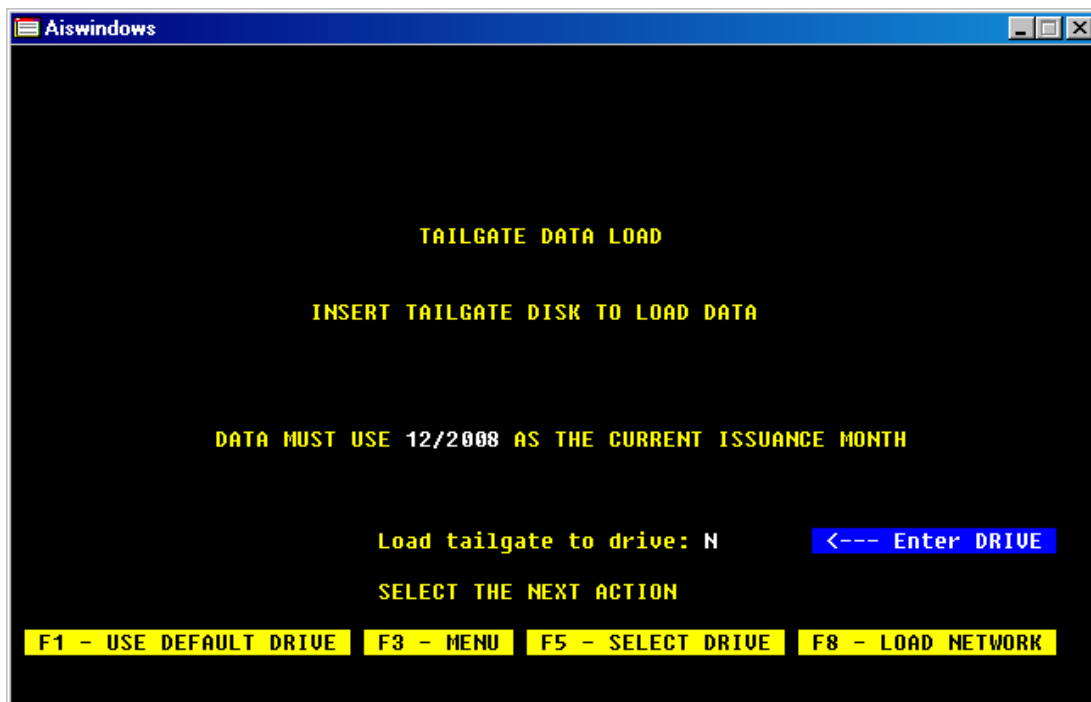 Aiswindows
TAILGATE DATA LOAD
INSERT TAILGATE DISK TO LOAD DATA
DATA MUST USE 12/2008 AS THE CURRENT ISSUANCE MONTH
Load tailgate to drive: N <--- Enter DRIVE
SELECT THE NEXT ACTION
F1 - USE DEFAULT DRIVE F3 - MENU F5 - SELECT DRIVE F8 - LOAD NETWORK